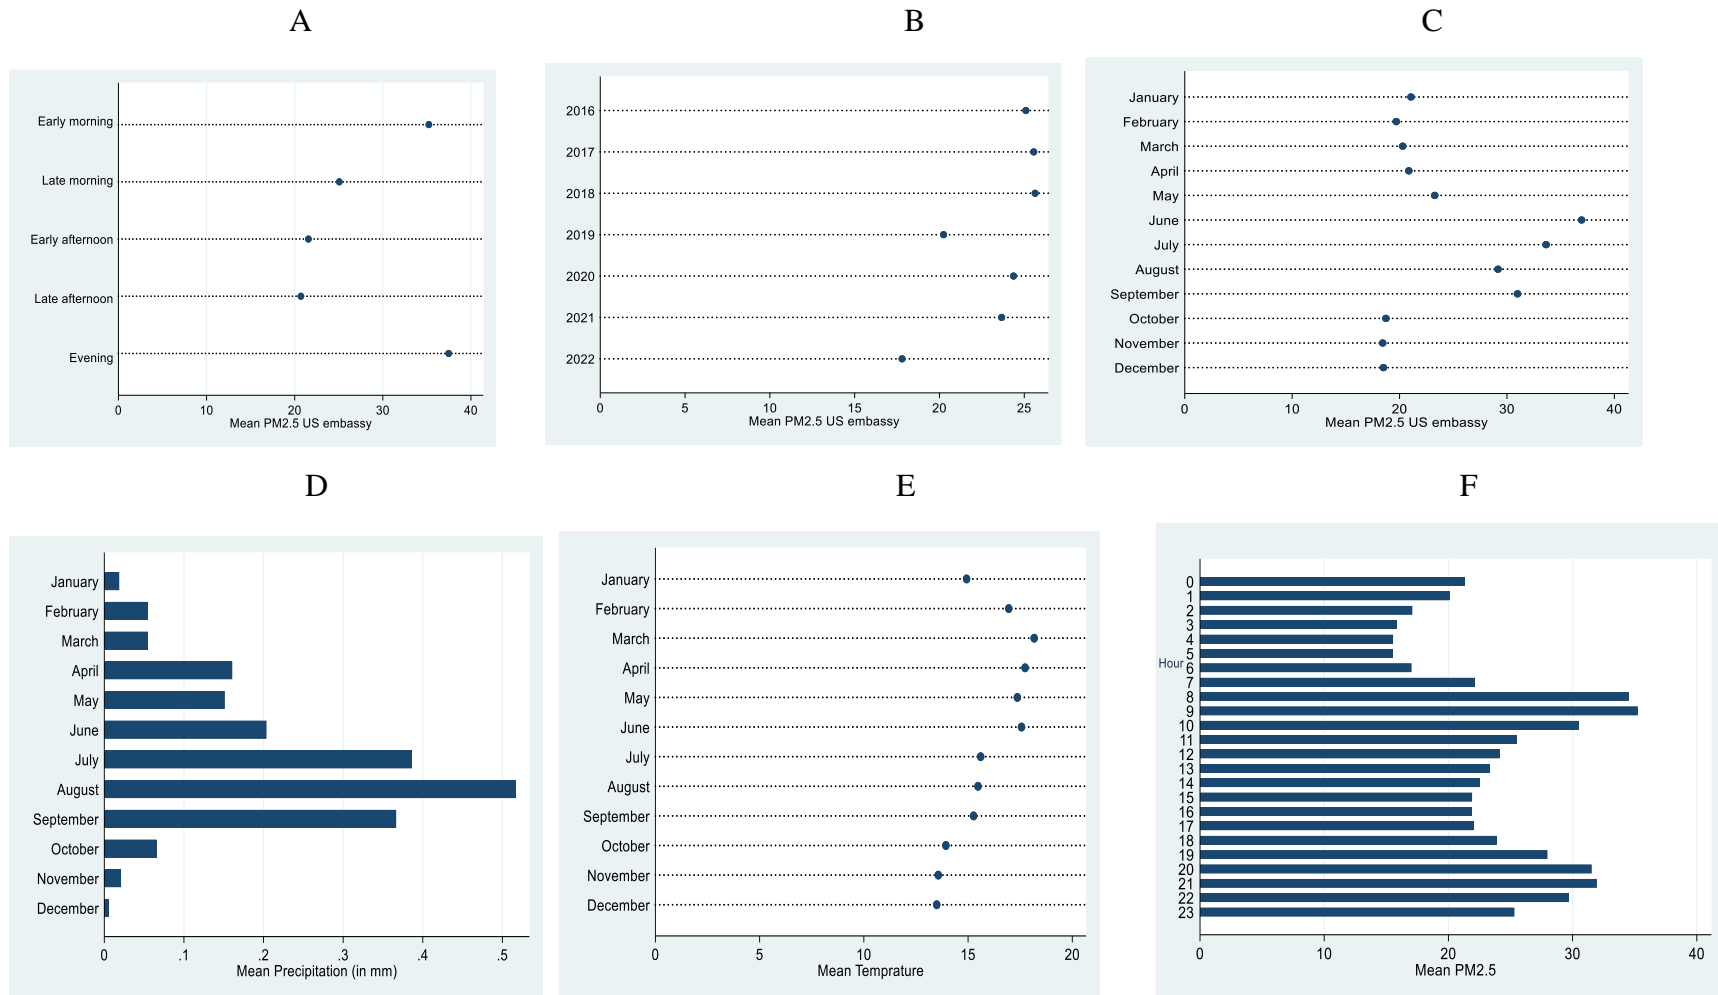 A
B
C
Early morning
Late morning
Early afternoon
Late afternoon
Evening
0 10 20 30 40
Mean PM2.5 US embassy
2016
2017
2018
2019
2020
2021
2022
0 5 10 15 20 25
Mean PM2.5 US embassy
January
February
March
April
May
June
July
August
September
October
November
December
0 10 20 30 40
Mean PM2.5 US embassy
D
E
F
January
February
March
April
May
June
July
August
September
October
November
December
0 .1 .2 .3 .4 .5
Mean Precipitation (in mm)
January
February
March
April
May
June
July
August
September
October
November
December
0 5 10 15 20
Mean Temprature
Hour
0
1
2
3
4
5
6
7
8
9
10
11
12
13
14
15
16
17
18
19
20
21
22
23
0 10 20 30 40
Mean PM2.5